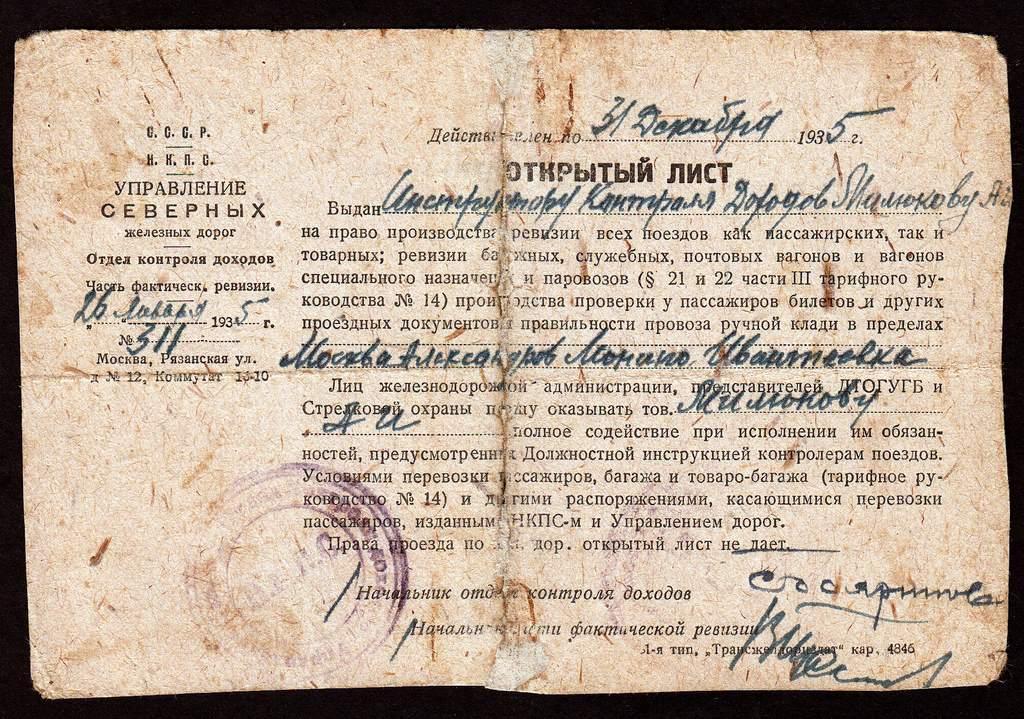 С. С. С. Р.
Н. К. П. С.
УПРАВЛЕНИЕ
СЕВЕРНЫХ
железных дорог
Отдел контроля доходов
Часть фактическ. ревизии.
„26“ Января 1935 г.
№ 311
Москва, Рязанская ул.
д № 12, Коммутат 13-10
Действителен по 31 Декабря 1935 г.
ОТКРЫТЫЙ ЛИСТ
Выдан Инструктору Контроля Доходов Милюкову А
на право производства ревизии всех поездов как пассажирских, так и
товарных; ревизии багажных, служебных, почтовых вагонов и вагонов
специального назначения и паровозов (§ 21 и 22 части III тарифного ру-
ководства № 14) производства проверки у пассажиров билетов и других
проездных документов и правильности провоза ручной клади в пределах
Москва Александров Монино Ивантеевка
Лиц железнодорожной администрации, представителей ДТОГУГБ и
Стрелковой охраны прошу оказывать тов. Милюкову
А И полное содействие при исполнении им обязан-
ностей, предусмотренных Должностной инструкцией контролерам поездов.
Условиями перевозки пассажиров, багажа и товаро-багажа (тарифное ру-
ководство № 14) и другими распоряжениями, касающимися перевозки
пассажиров, изданным НКПС-м и Управлением дорог.
Права проезда по жел. дор. открытый лист не дает.
Начальник отдела контроля доходов
Начальник части фактической ревизии
1-я тип. „Трансжелдориздат“ кар. 4846